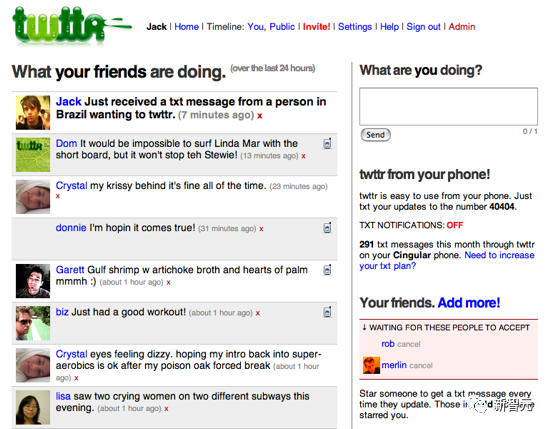 twttr
Jack | Home | Timeline: You, Public | Invite! | Settings | Help | Sign out | Admin
What your friends are doing. (over the last 24 hours)
Jack Just received a txt message from a person in
Brazil wanting to twttr. (7 minutes ago) x
twttr
Dom It would be impossible to surf Linda Mar with the
short board, but it won't stop teh Stewie! (13 minutes ago) x
Crystal my krissy behind it's fine all of the time. (23 minutes ago)
x
donnie I'm hopin it comes true! (31 minutes ago) x
Garett Gulf shrimp w artichoke broth and hearts of palm
mmmh :) (about 1 hour ago) x
biz Just had a good workout! (about 1 hour ago) x
Crystal eyes feeling dizzy. hoping my intro back into super-
aerobics is ok after my poison oak forced break (about 1
hour ago) x
lisa saw two crying women on two different subways this
evening. (about 1 hour ago) x
What are you doing?
Send
0 / 1
twttr from your phone!
twttr is easy to use from your phone. Just
txt your updates to the number 40404.
TXT NOTIFICATIONS: OFF
291 txt messages this month through twttr
on your Cingular phone. Need to increase
your txt plan?
Your friends. Add more!
↓ WAITING FOR THESE PEOPLE TO ACCEPT
rob cancel
merlin cancel
Star someone to get a txt message every
time they update. Those in
starred you.
新智元